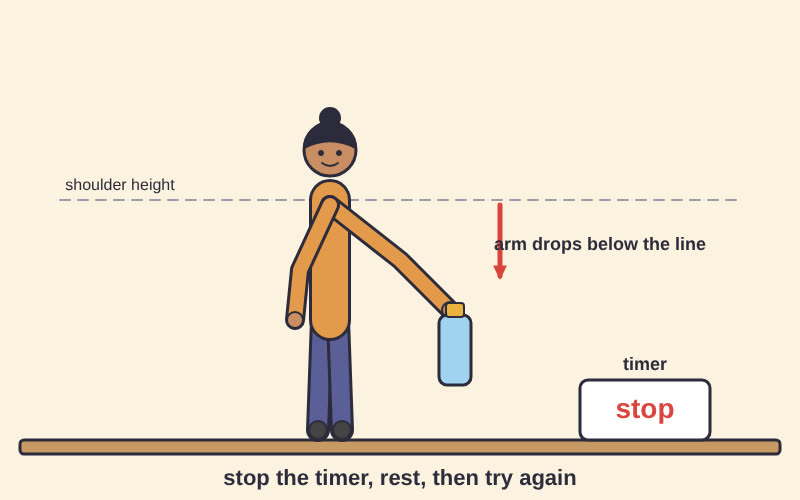 shoulder height
arm drops below the line
timer
stop
stop the timer, rest, then try again